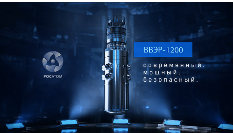 РОСАТОМ
ВВЭР-1200
современный.
мощный.
безопасный.